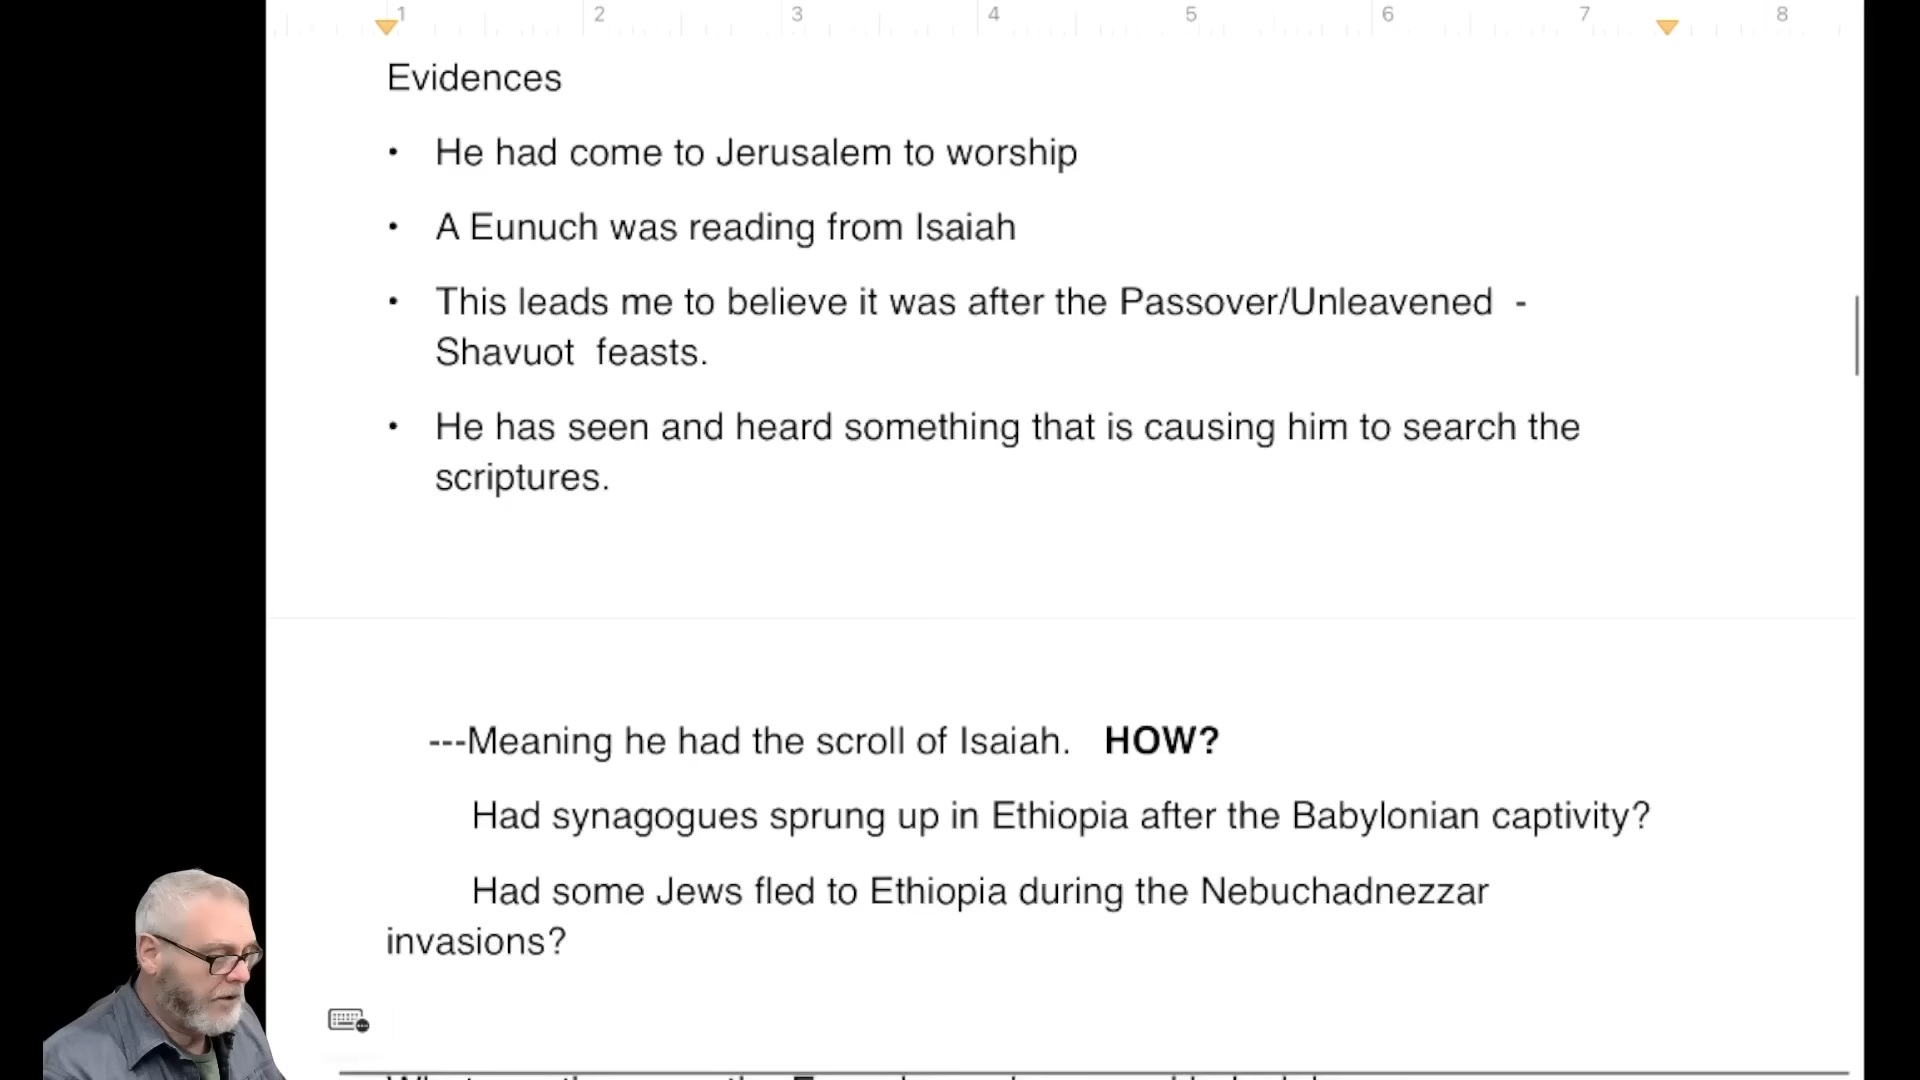 1 2 3 4 5 6 7 8
Evidences
• He had come to Jerusalem to worship
• A Eunuch was reading from Isaiah
• This leads me to believe it was after the Passover/Unleavened -
Shavuot feasts.
• He has seen and heard something that is causing him to search the
scriptures.
---Meaning he had the scroll of Isaiah. HOW?
Had synagogues sprung up in Ethiopia after the Babylonian captivity?
Had some Jews fled to Ethiopia during the Nebuchadnezzar
invasions?